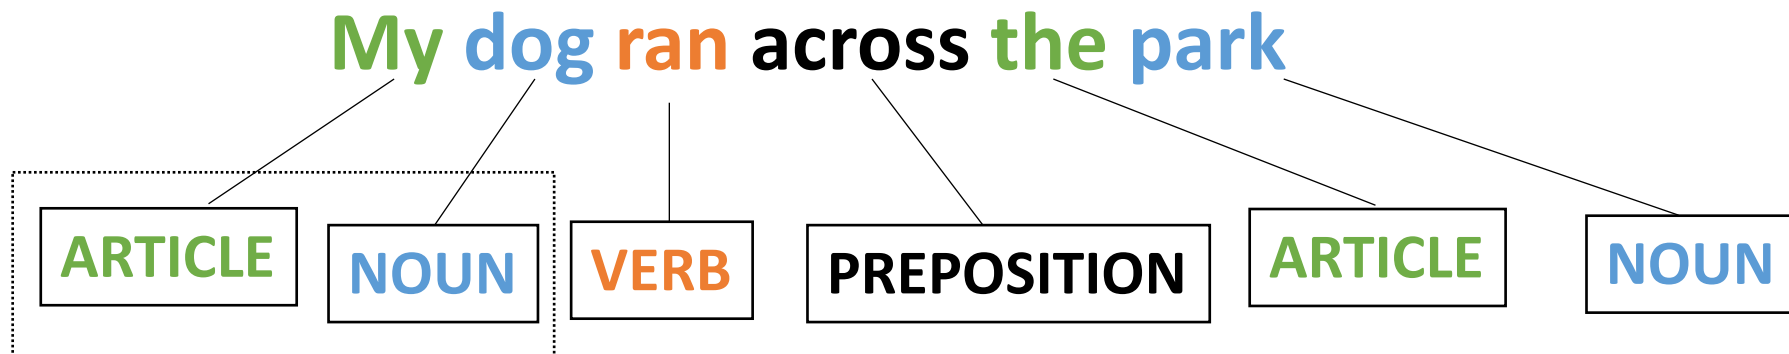 My dog ran across the park
ARTICLE NOUN VERB PREPOSITION ARTICLE NOUN